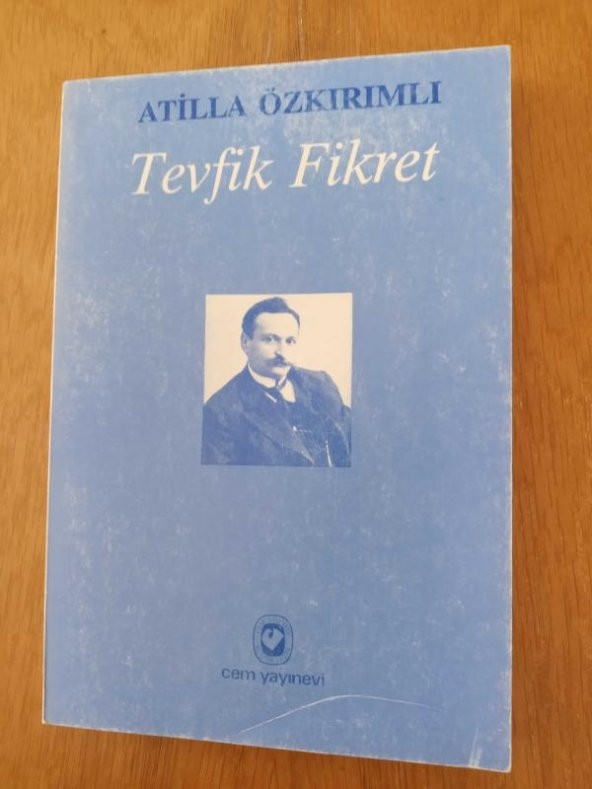 ATİLLA ÖZKIRIMLI
Tevfik Fikret
cem yayınevi